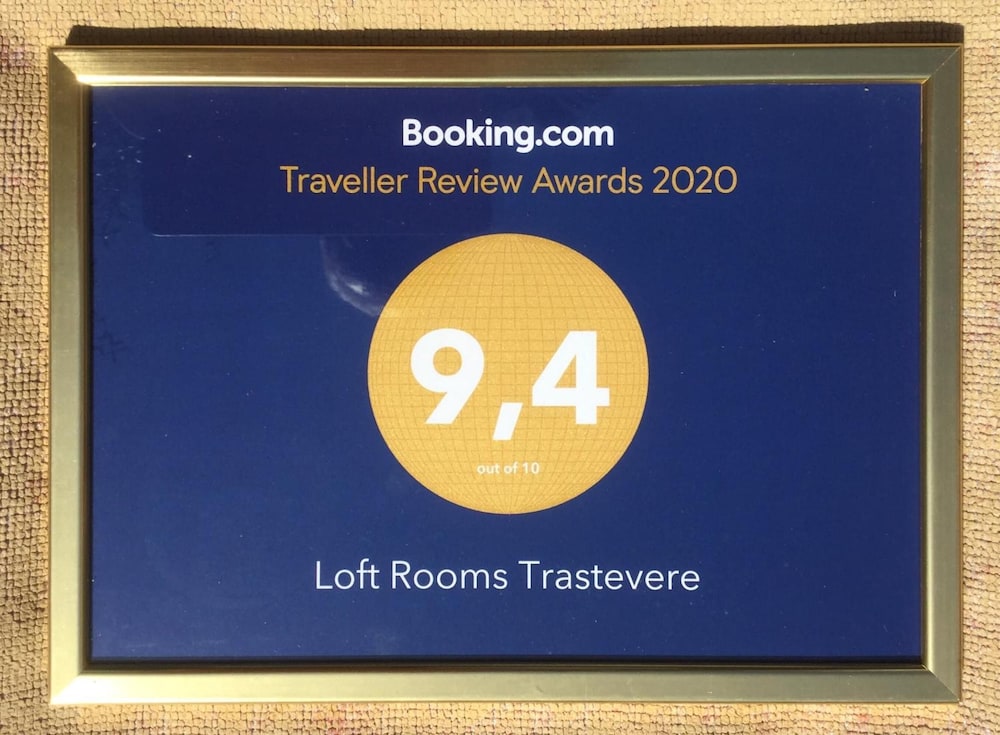 Booking.com
Traveller Review Awards 2020
9,4
out of 10
Loft Rooms Trastevere